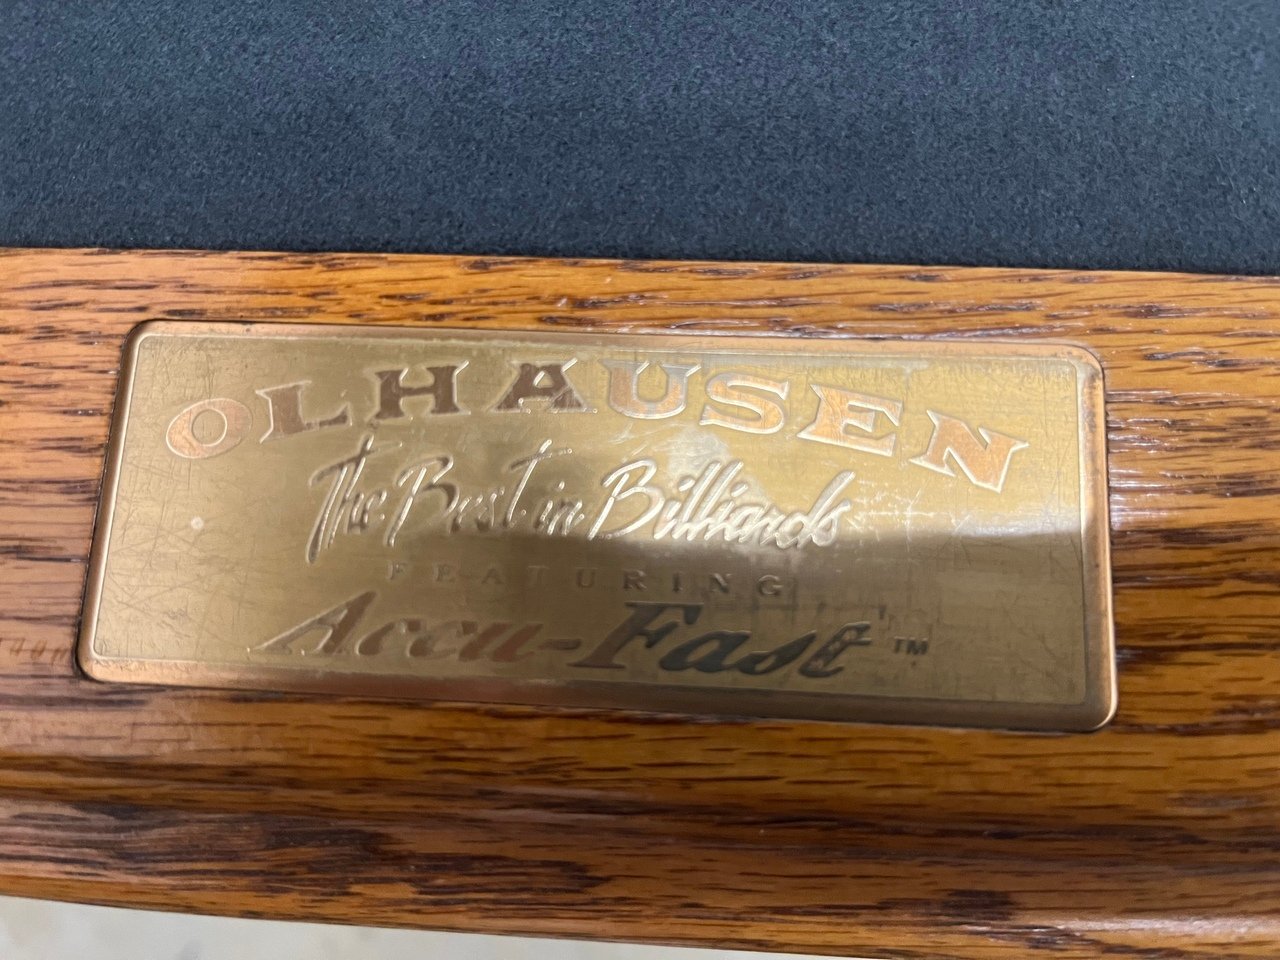 OLHAUSEN
The Best in Billiards
FEATURING
Accu-Fast™